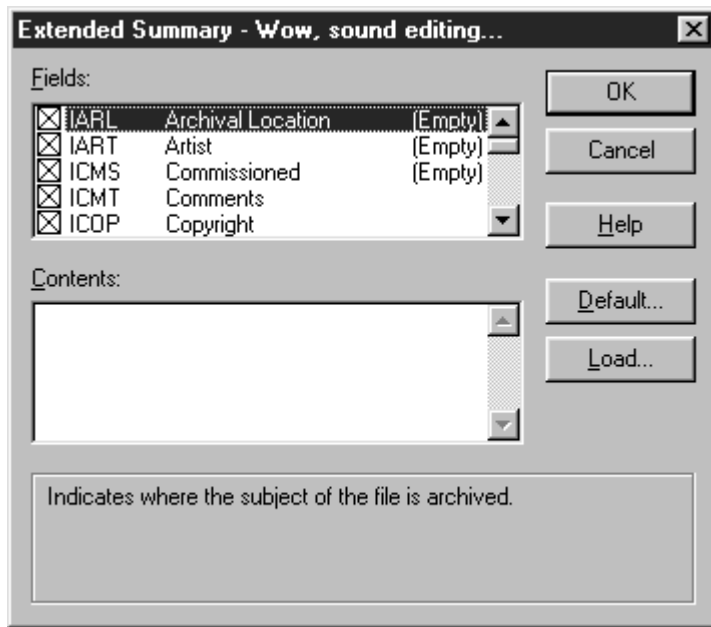 Extended Summary - Wow, sound editing...
Fields:
IARL Archival Location (Empty)
IART Artist (Empty)
ICMS Commissioned (Empty)
ICMT Comments
ICOP Copyright
OK
Cancel
Help
Contents:
Default...
Load...
Indicates where the subject of the file is archived.